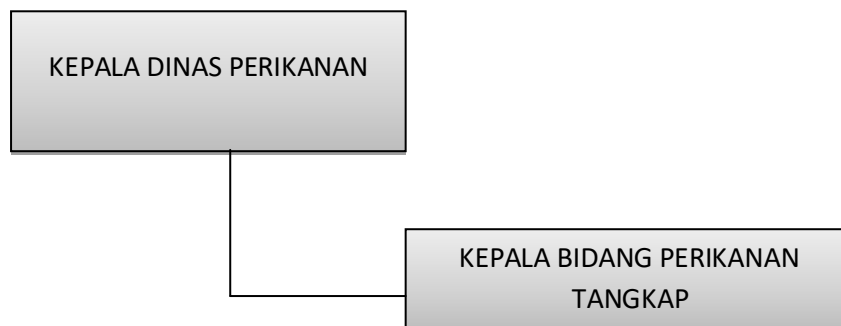 KEPALA DINAS PERIKANAN
KEPALA BIDANG PERIKANAN
TANGKAP